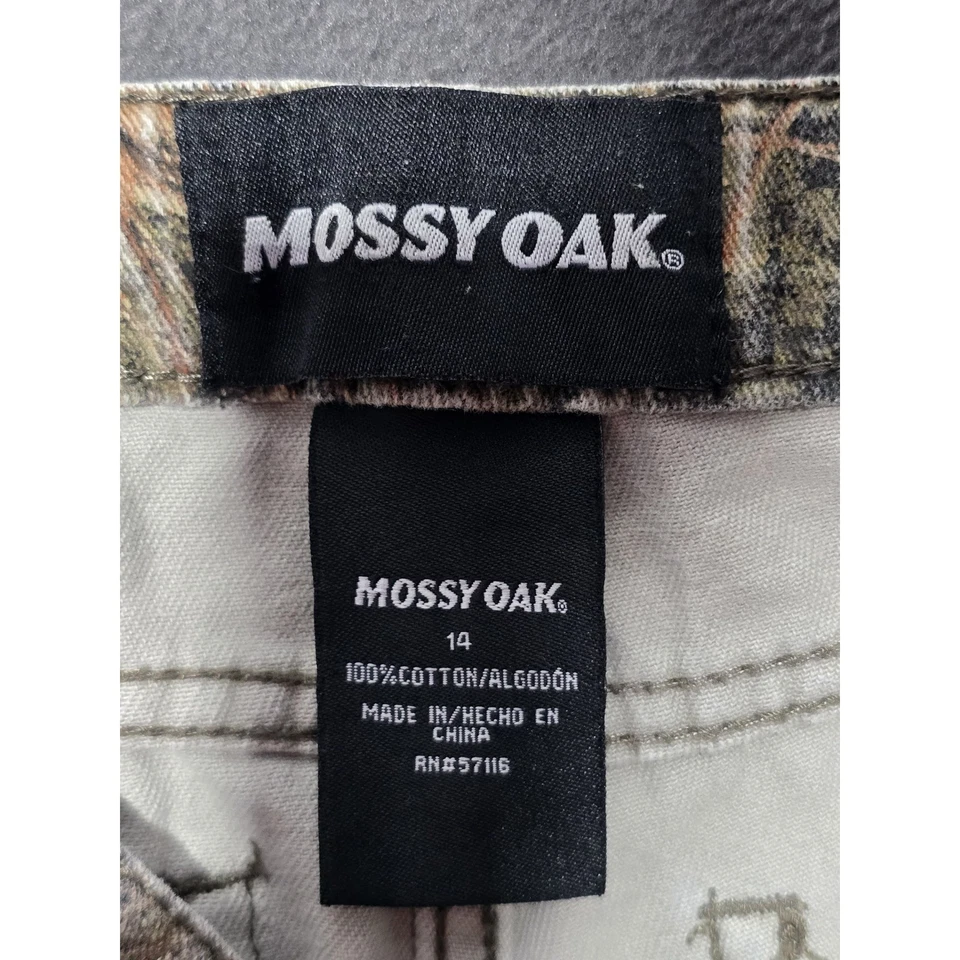 MOSSY OAK®
MOSSY OAK®
14
100%COTTON/ALGODÓN
MADE IN/HECHO EN
CHINA
RN#57116